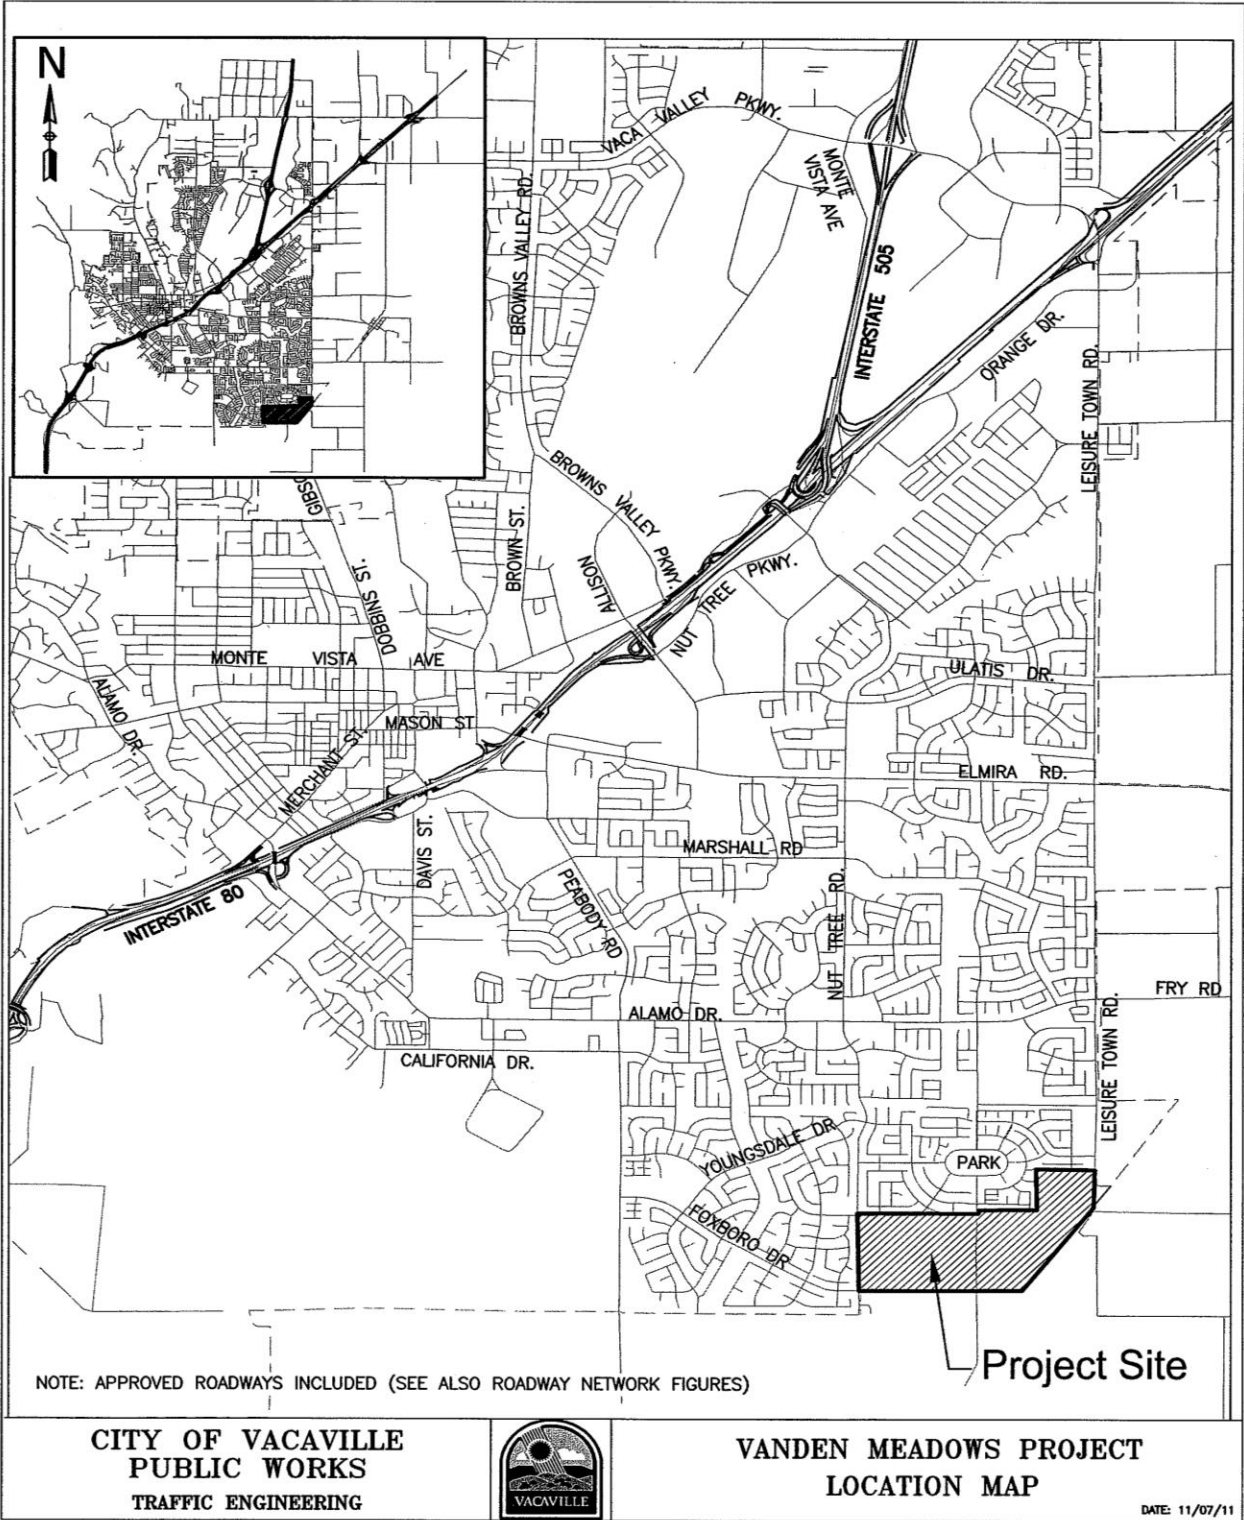 N
VACA VALLEY PKWY.
MONTE
VISTA AVE
BROWNS VALLEY RD.
INTERSTATE 505
ORANGE DR.
LEISURE TOWN RD.
BROWNS VALLEY PKWY.
BROWN ST.
ALLISON
NUT TREE PKWY.
DOBBINS ST.
MONTE VISTA AVE
ULATIS DR.
ALAMO DR.
MASON ST
MERCHANT ST.
ELMIRA RD.
DAVIS ST.
MARSHALL RD
PEABODY RD
INTERSTATE 80
NUT TREE RD.
FRY RD
ALAMO DR.
CALIFORNIA DR.
LEISURE TOWN RD.
YOUNGSDALE DR
PARK
FOXBORO DR
Project Site
NOTE: APPROVED ROADWAYS INCLUDED (SEE ALSO ROADWAY NETWORK FIGURES)
CITY OF VACAVILLE
PUBLIC WORKS
TRAFFIC ENGINEERING
VACAVILLE
VANDEN MEADOWS PROJECT
LOCATION MAP
DATE: 11/07/11